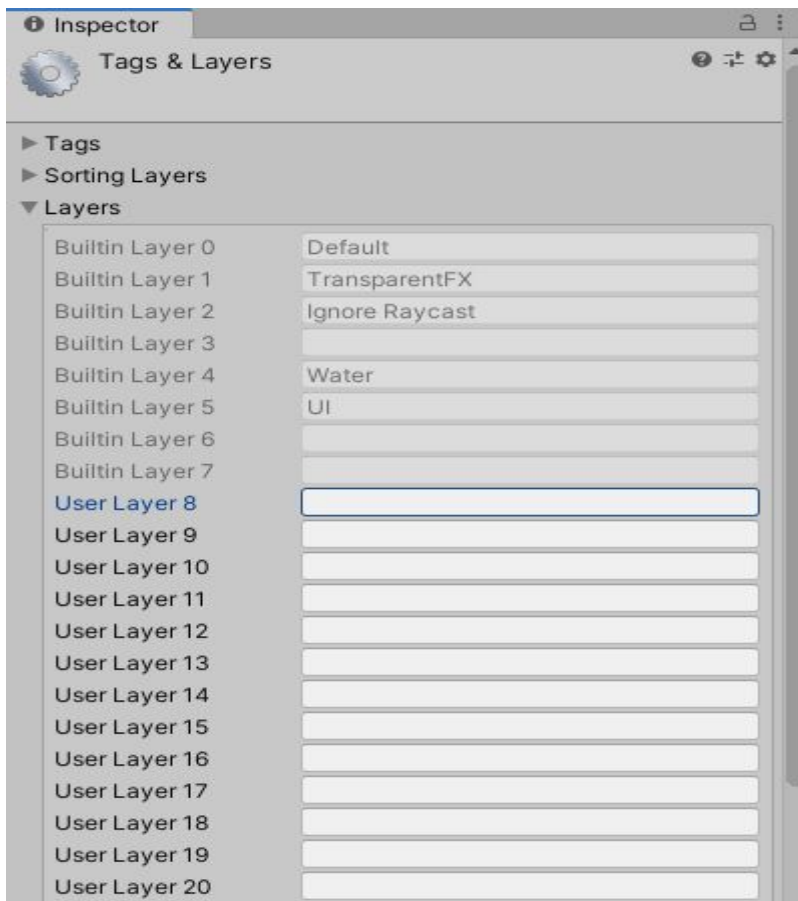 Inspector
Tags & Layers
Tags
Sorting Layers
Layers
Builtin Layer 0 Default
Builtin Layer 1 TransparentFX
Builtin Layer 2 Ignore Raycast
Builtin Layer 3
Builtin Layer 4 Water
Builtin Layer 5 UI
Builtin Layer 6
Builtin Layer 7
User Layer 8
User Layer 9
User Layer 10
User Layer 11
User Layer 12
User Layer 13
User Layer 14
User Layer 15
User Layer 16
User Layer 17
User Layer 18
User Layer 19
User Layer 20